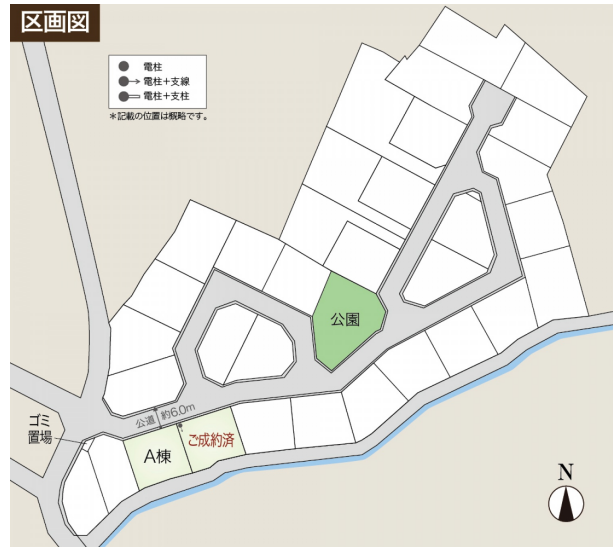 区画図
電柱
電柱+支線
電柱+支柱
*記載の位置は概略です。
公園
公道 約6.0m
ゴミ
置場
A棟
ご成約済
N